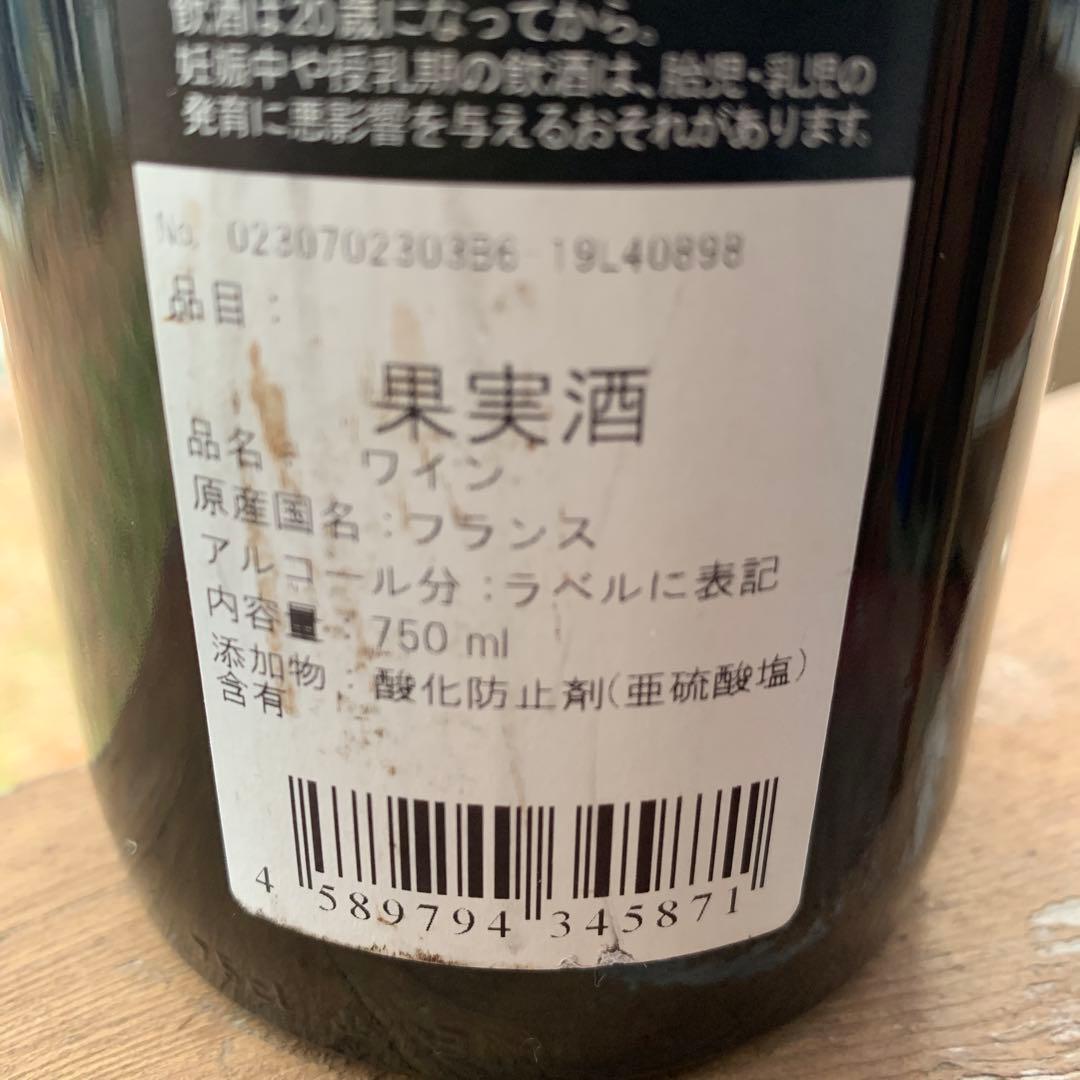 飲酒は20歳になってから。
妊娠中や授乳期の飲酒は、胎児・乳児の
発育に悪影響を与えるおそれがあります。
No. 0230702303B6 19L40898
品目：
果実酒
品名： ワイン
原産国名：フランス
アルコール分：ラベルに表記
内容量：750 ml
添加物：酸化防止剤(亜硫酸塩)
含有
4 589794 345871